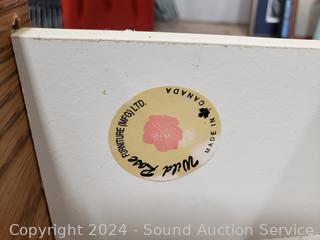 Wild Rose
FURNITURE (MFG) LTD.
MADE IN CANADA
Copyright 2024 - Sound Auction Service